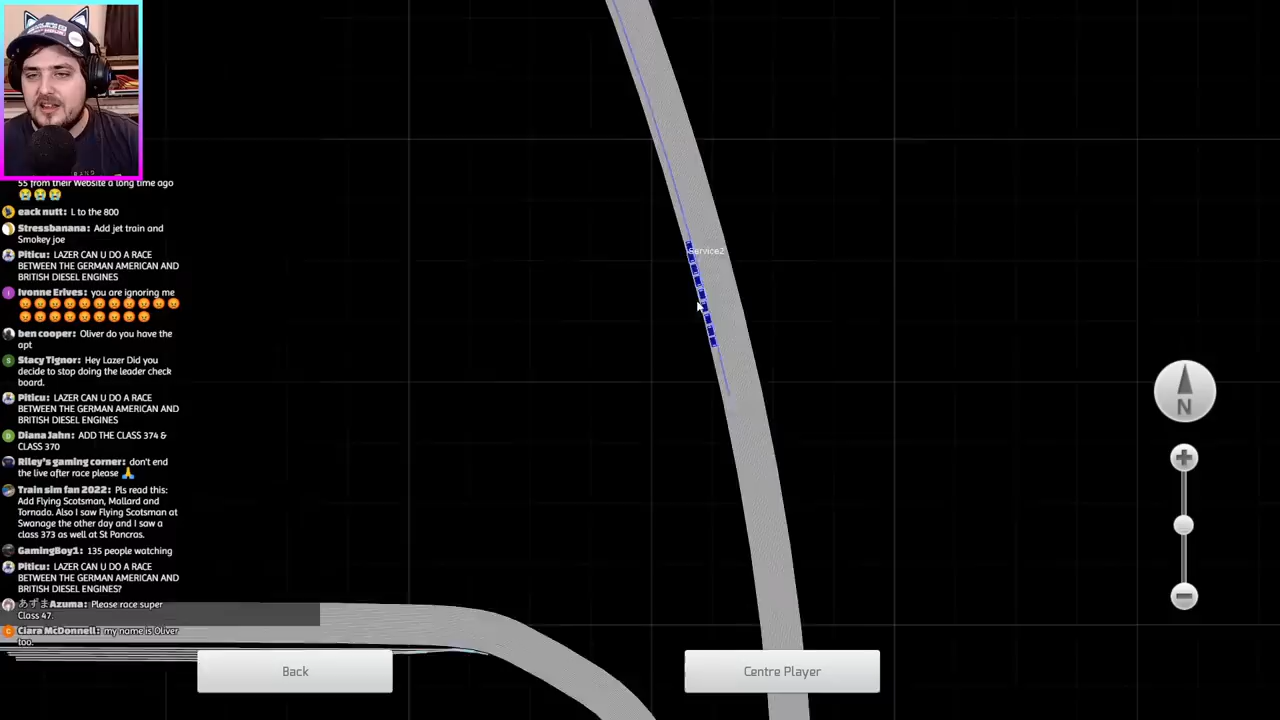 55 from their Website a long time ago
😭😭😭
eack nutt: L to the 800
Stressbanana: Add jet train and
Smokey joe
Piticu: LAZER CAN U DO A RACE
BETWEEN THE GERMAN AMERICAN AND
BRITISH DIESEL ENGINES
Ivonne Erives: you are ignoring me
😡😡😡😡😡😡😡😡😡😡😡
😡😡😡😡😡😡😡😡😡
ben cooper: Oliver do you have the
apt
Stacy Tignor: Hey Lazer Did you
decide to stop doing the leader check
board.
Piticu: LAZER CAN U DO A RACE
BETWEEN THE GERMAN AMERICAN AND
BRITISH DIESEL ENGINES
Diana Jahn: ADD THE CLASS 374 &
CLASS 370
Riley's gaming corner: don't end
the live after race please 🙏
Train sim fan 2022: Pls read this:
Add Flying Scotsman, Mallard and
Tornado. Also I saw Flying Scotsman at
Swanage the other day and I saw a
class 373 as well at St Pancras.
GamingBoy1: 135 people watching
Piticu: LAZER CAN U DO A RACE
BETWEEN THE GERMAN AMERICAN AND
BRITISH DIESEL ENGINES?
あずまAzuma: Please race super
Class 47.
Ciara McDonnell: my name is Oliver
too.
Service2
N
Back
Centre Player